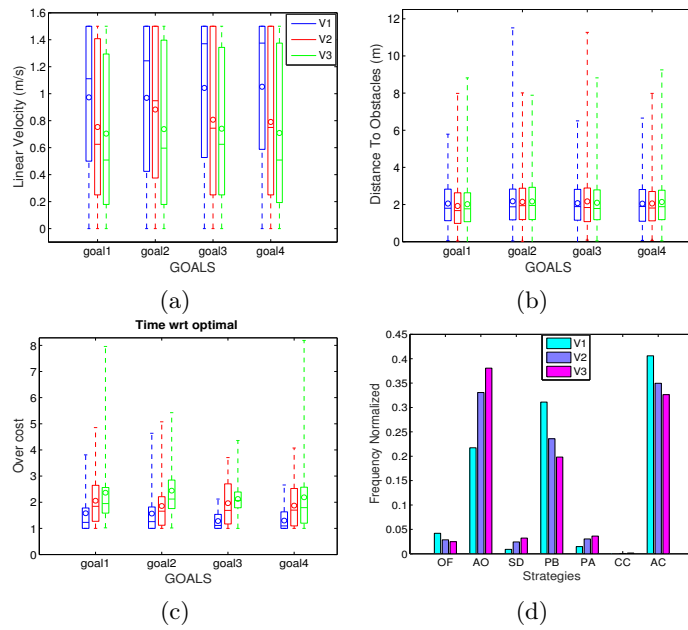 1.6
1.4
1.2
1
0.8
0.6
0.4
0.2
0
Linear Velocity (m/s)
V1
V2
V3
goal1 goal2 goal3 goal4
GOALS
(a)
12
10
8
6
4
2
0
Distance To Obstacles (m)
goal1 goal2 goal3 goal4
GOALS
(b)
Time wrt optimal
8
7
6
5
4
3
2
1
0
Over cost
goal1 goal2 goal3 goal4
GOALS
(c)
0.45
0.4
0.35
0.3
0.25
0.2
0.15
0.1
0.05
0
Frequency Normalized
V1
V2
V3
OF AO SD PB PA CC AC
Strategies
(d)